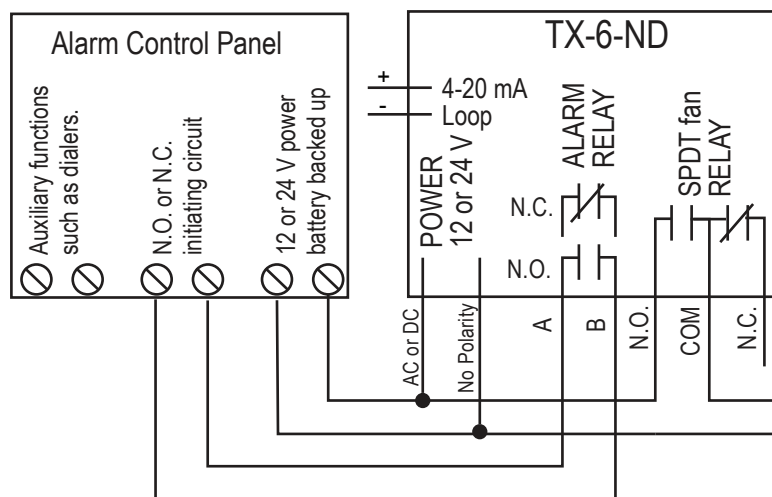 Alarm Control Panel
Auxiliary functions
such as dialers.
N.O. or N.C.
initiating circuit
12 or 24 V power
battery backed up
TX-6-ND
+
4-20 mA
-
Loop
POWER
12 or 24 V
ALARM
RELAY
N.C.
N.O.
SPDT fan
RELAY
AC or DC
No Polarity
A
B
N.O.
COM
N.C.